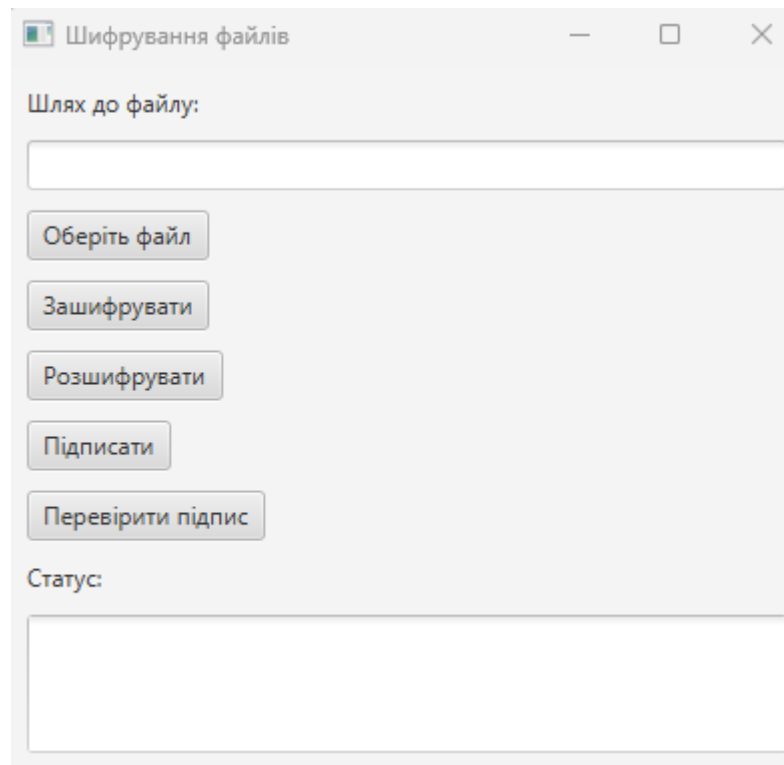 Шифрування файлів
Шлях до файлу:
Оберіть файл
Зашифрувати
Розшифрувати
Підписати
Перевірити підпис
Статус: